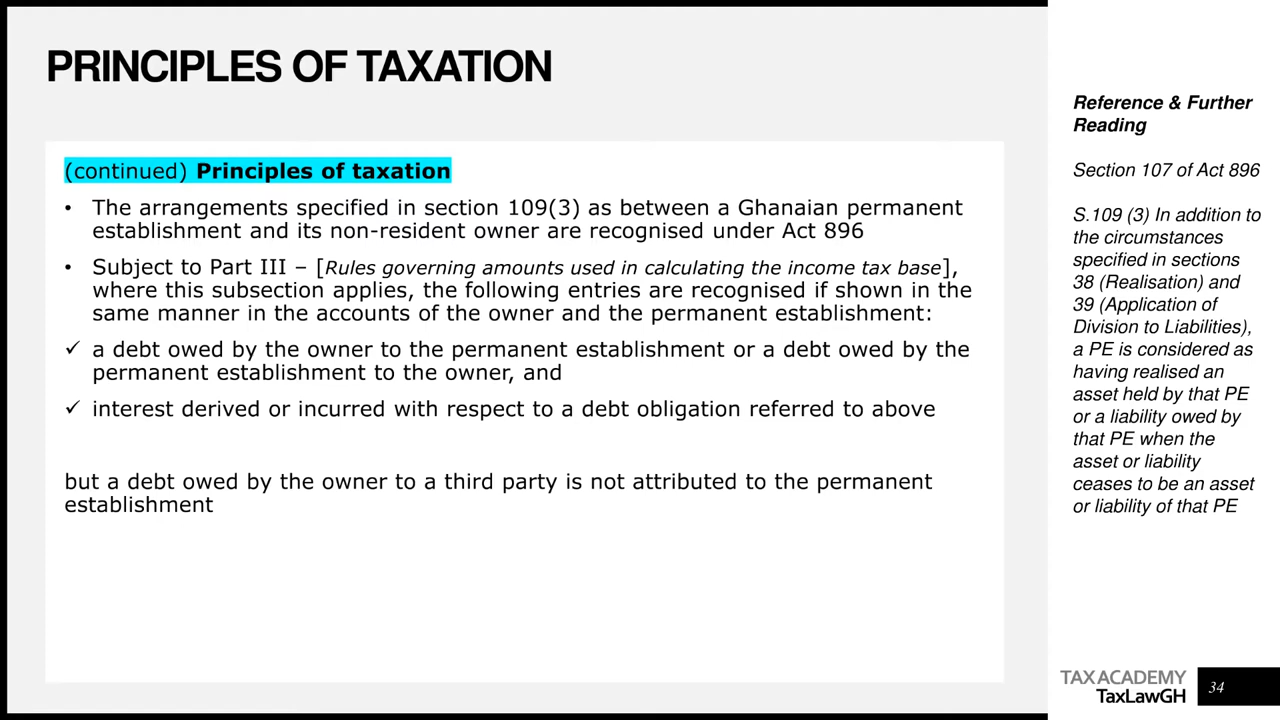 PRINCIPLES OF TAXATION
(continued) Principles of taxation
• The arrangements specified in section 109(3) as between a Ghanaian permanent
establishment and its non-resident owner are recognised under Act 896
• Subject to Part III – [Rules governing amounts used in calculating the income tax base],
where this subsection applies, the following entries are recognised if shown in the
same manner in the accounts of the owner and the permanent establishment:
✓ a debt owed by the owner to the permanent establishment or a debt owed by the
permanent establishment to the owner, and
✓ interest derived or incurred with respect to a debt obligation referred to above
but a debt owed by the owner to a third party is not attributed to the permanent
establishment
Reference & Further
Reading
Section 107 of Act 896
S.109 (3) In addition to
the circumstances
specified in sections
38 (Realisation) and
39 (Application of
Division to Liabilities),
a PE is considered as
having realised an
asset held by that PE
or a liability owed by
that PE when the
asset or liability
ceases to be an asset
or liability of that PE
TAX ACADEMY
TaxLawGH
34